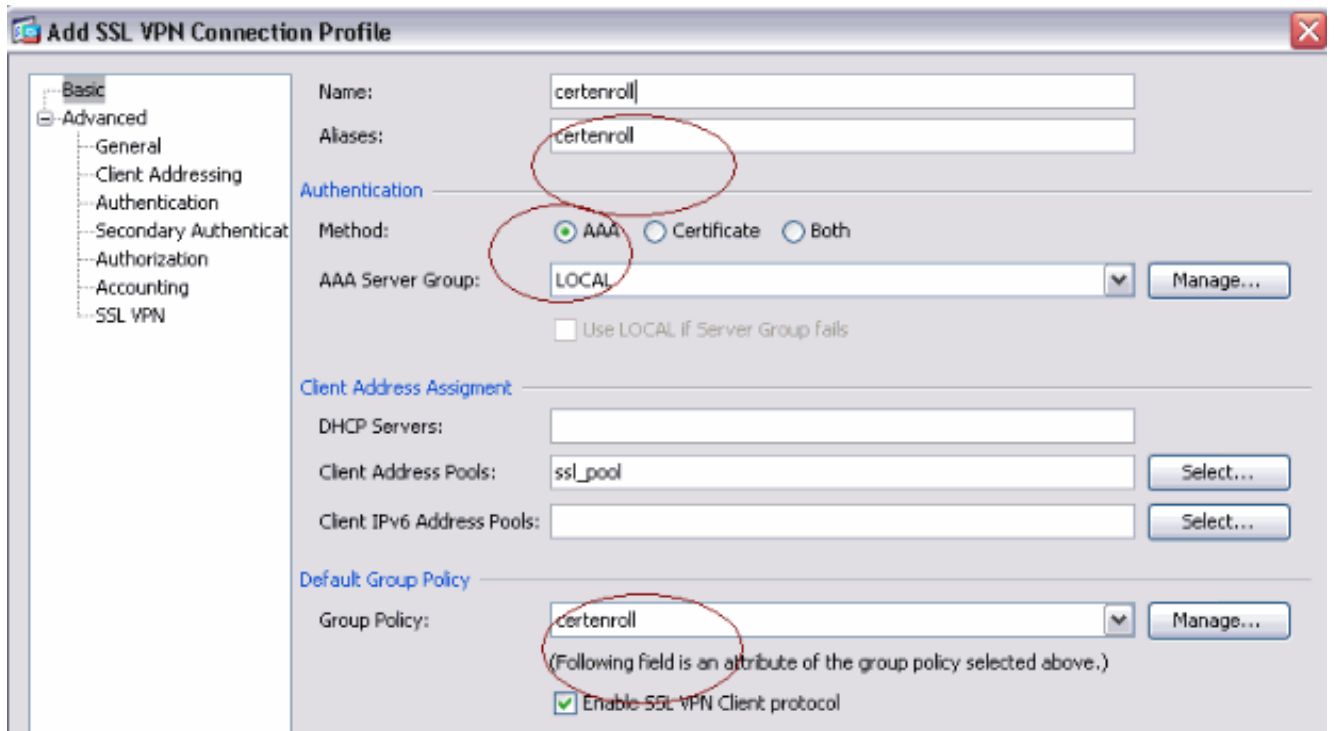 Add SSL VPN Connection Profile
Basic
Advanced
General
Client Addressing
Authentication
Secondary Authenticat
Authorization
Accounting
SSL VPN
Name: certenroll
Aliases: certenroll
Authentication
Method: AAA Certificate Both
AAA Server Group: LOCAL Manage...
Use LOCAL if Server Group fails
Client Address Assigment
DHCP Servers:
Client Address Pools: ssl_pool Select...
Client IPv6 Address Pools: Select...
Default Group Policy
Group Policy: certenroll Manage...
(Following field is an attribute of the group policy selected above.)
Enable SSL VPN Client protocol